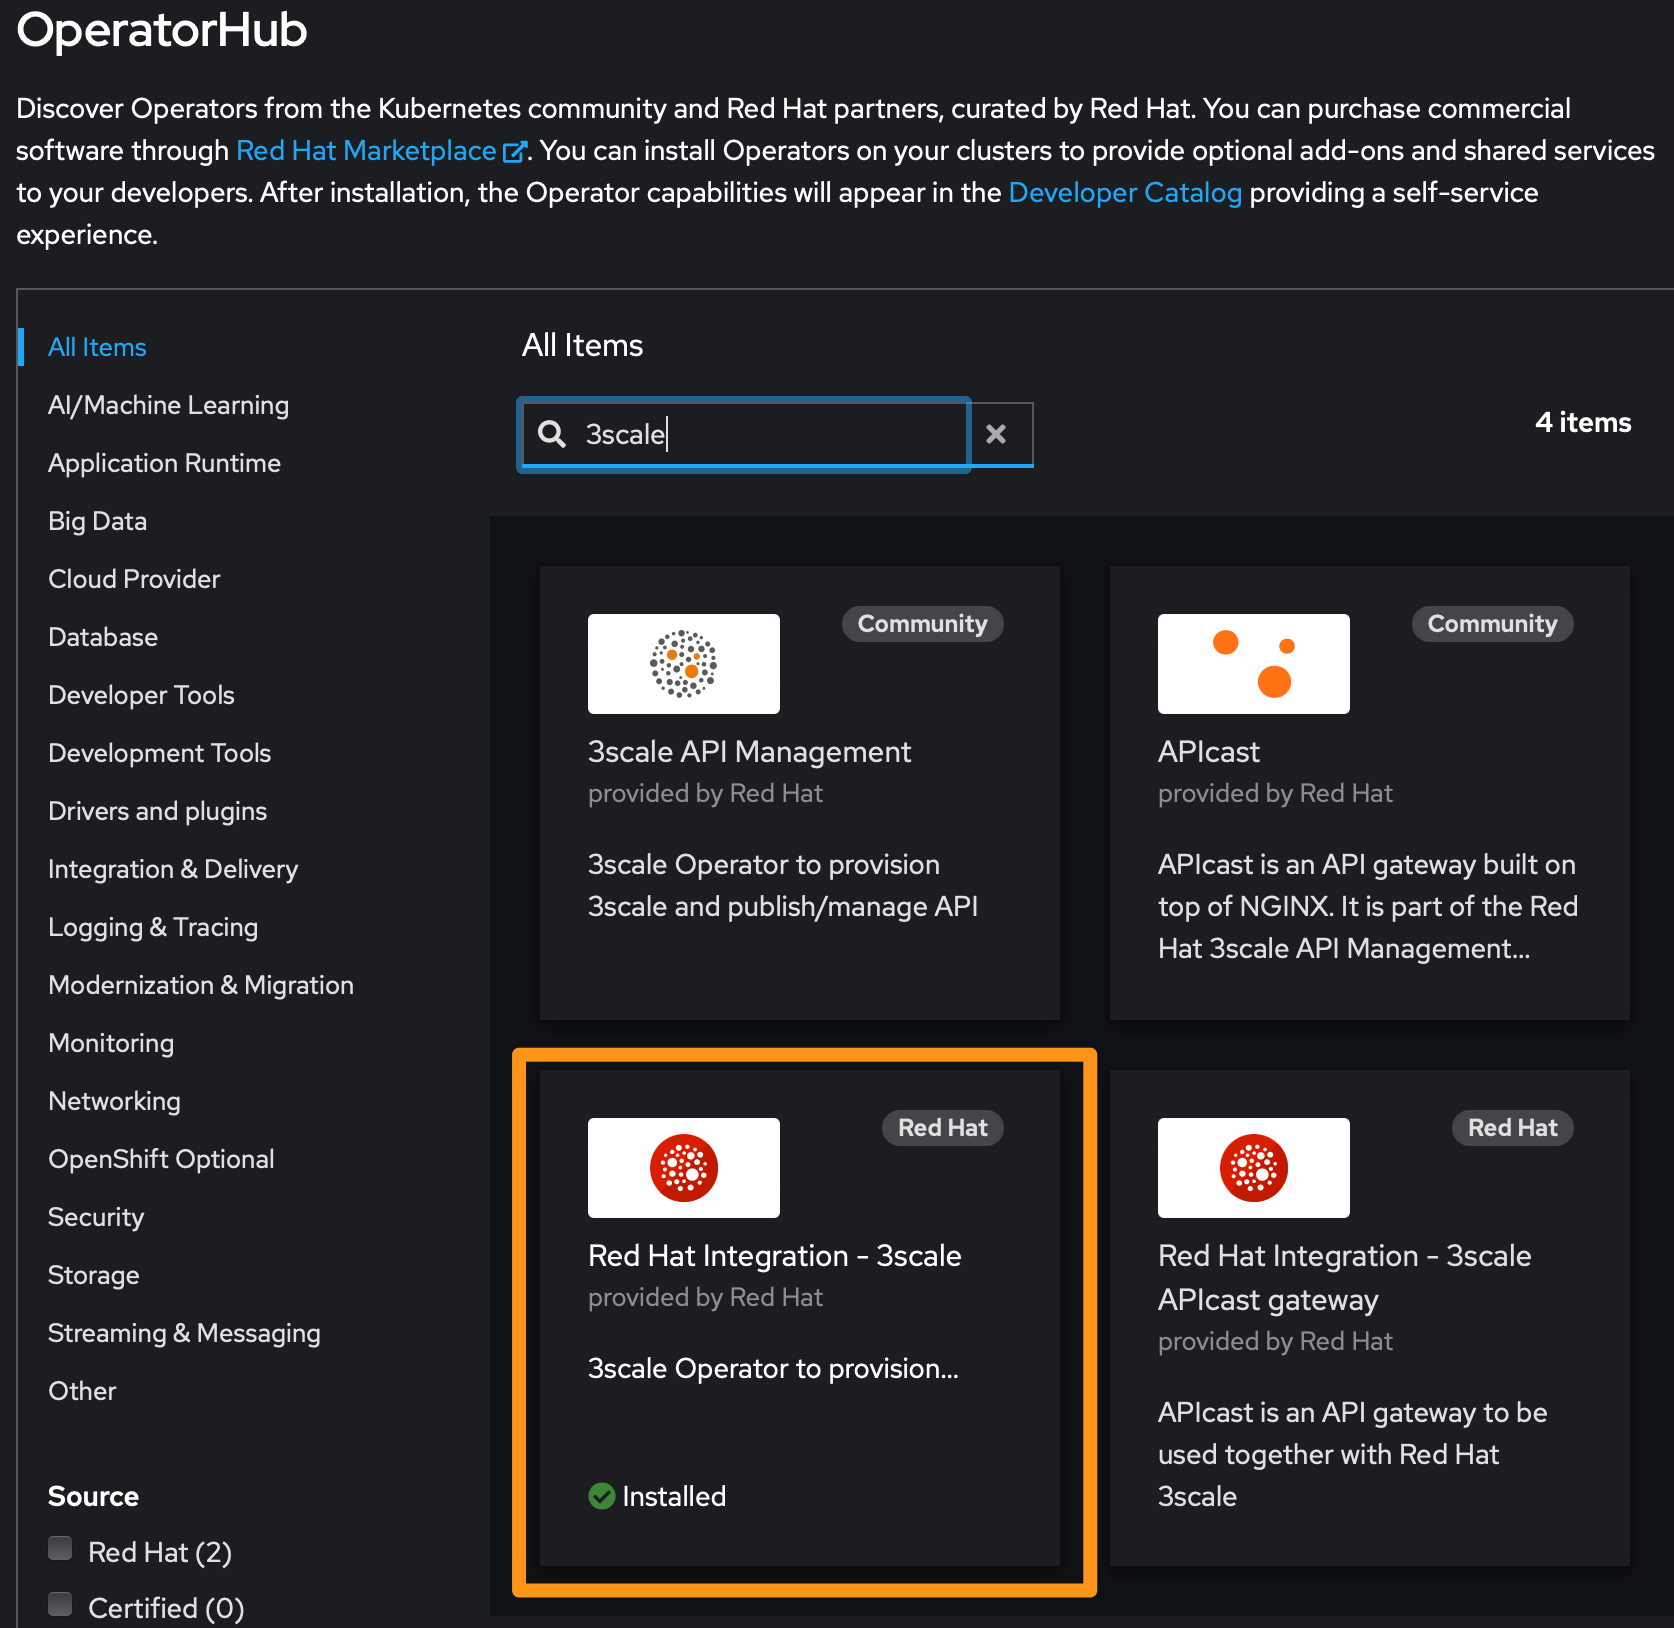 OperatorHub
Discover Operators from the Kubernetes community and Red Hat partners, curated by Red Hat. You can purchase commercial
software through Red Hat Marketplace. You can install Operators on your clusters to provide optional add-ons and shared services
to your developers. After installation, the Operator capabilities will appear in the Developer Catalog providing a self-service
experience.
All Items
AI/Machine Learning
Application Runtime
Big Data
Cloud Provider
Database
Developer Tools
Development Tools
Drivers and plugins
Integration & Delivery
Logging & Tracing
Modernization & Migration
Monitoring
Networking
OpenShift Optional
Security
Storage
Streaming & Messaging
Other
Source
Red Hat (2)
Certified (0)
All Items
3scale
4 items
Community
3scale API Management
provided by Red Hat
3scale Operator to provision
3scale and publish/manage API
Community
APIcast
provided by Red Hat
APIcast is an API gateway built on
top of NGINX. It is part of the Red
Hat 3scale API Management...
Red Hat
Red Hat Integration - 3scale
provided by Red Hat
3scale Operator to provision...
Installed
Red Hat
Red Hat Integration - 3scale
APIcast gateway
provided by Red Hat
APIcast is an API gateway to be
used together with Red Hat
3scale